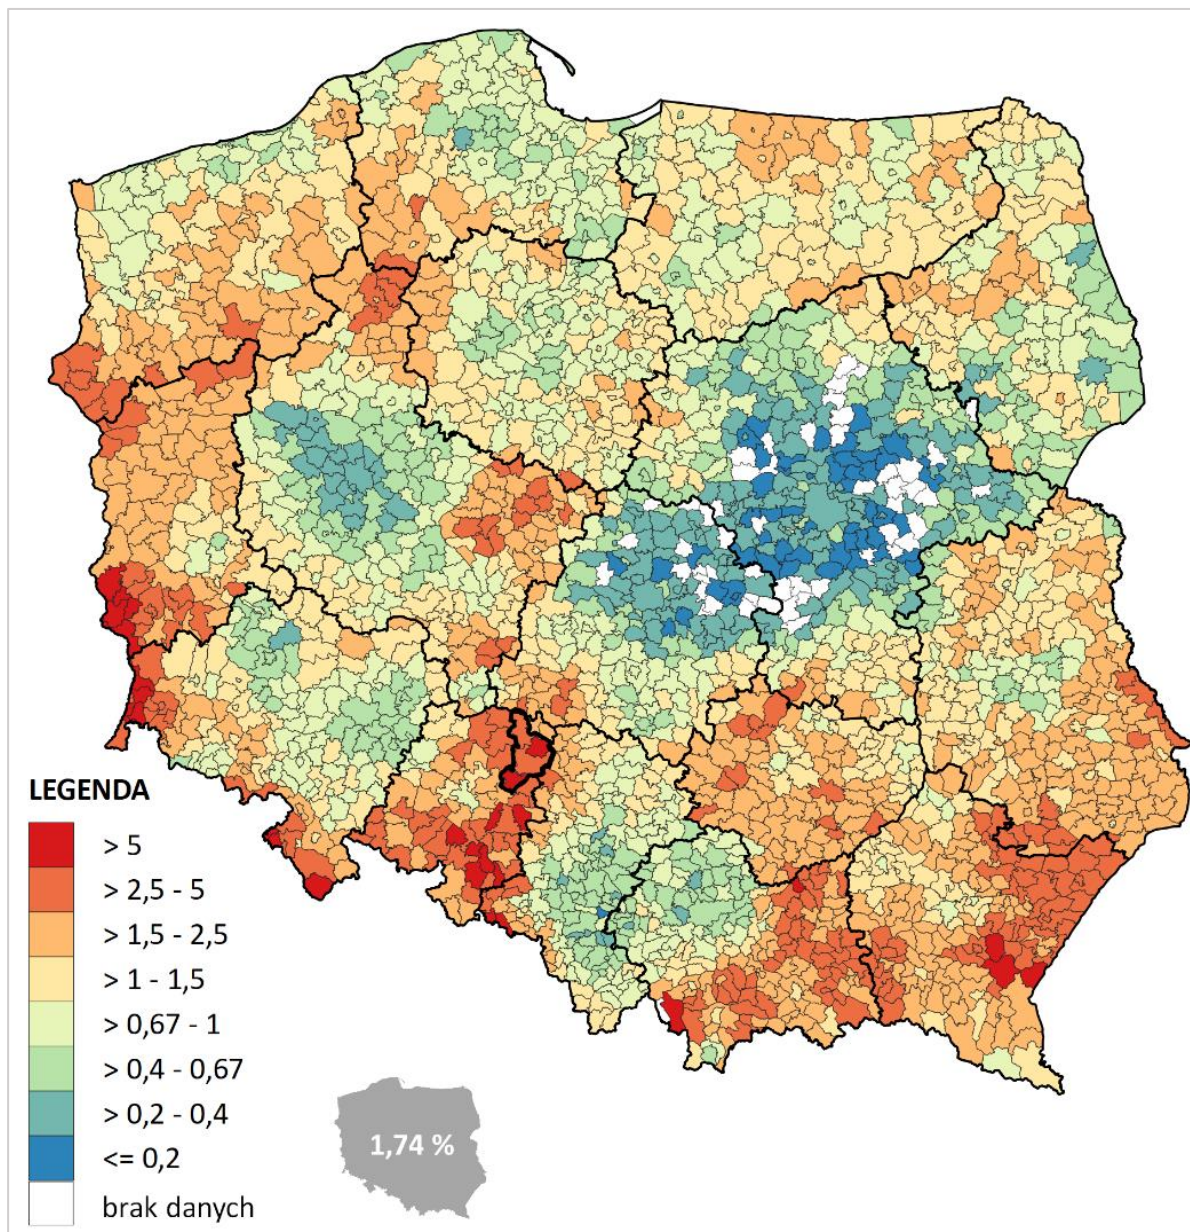 LEGENDA
> 5
> 2,5 - 5
> 1,5 - 2,5
> 1 - 1,5
> 0,67 - 1
> 0,4 - 0,67
> 0,2 - 0,4
<= 0,2
brak danych
1,74 %